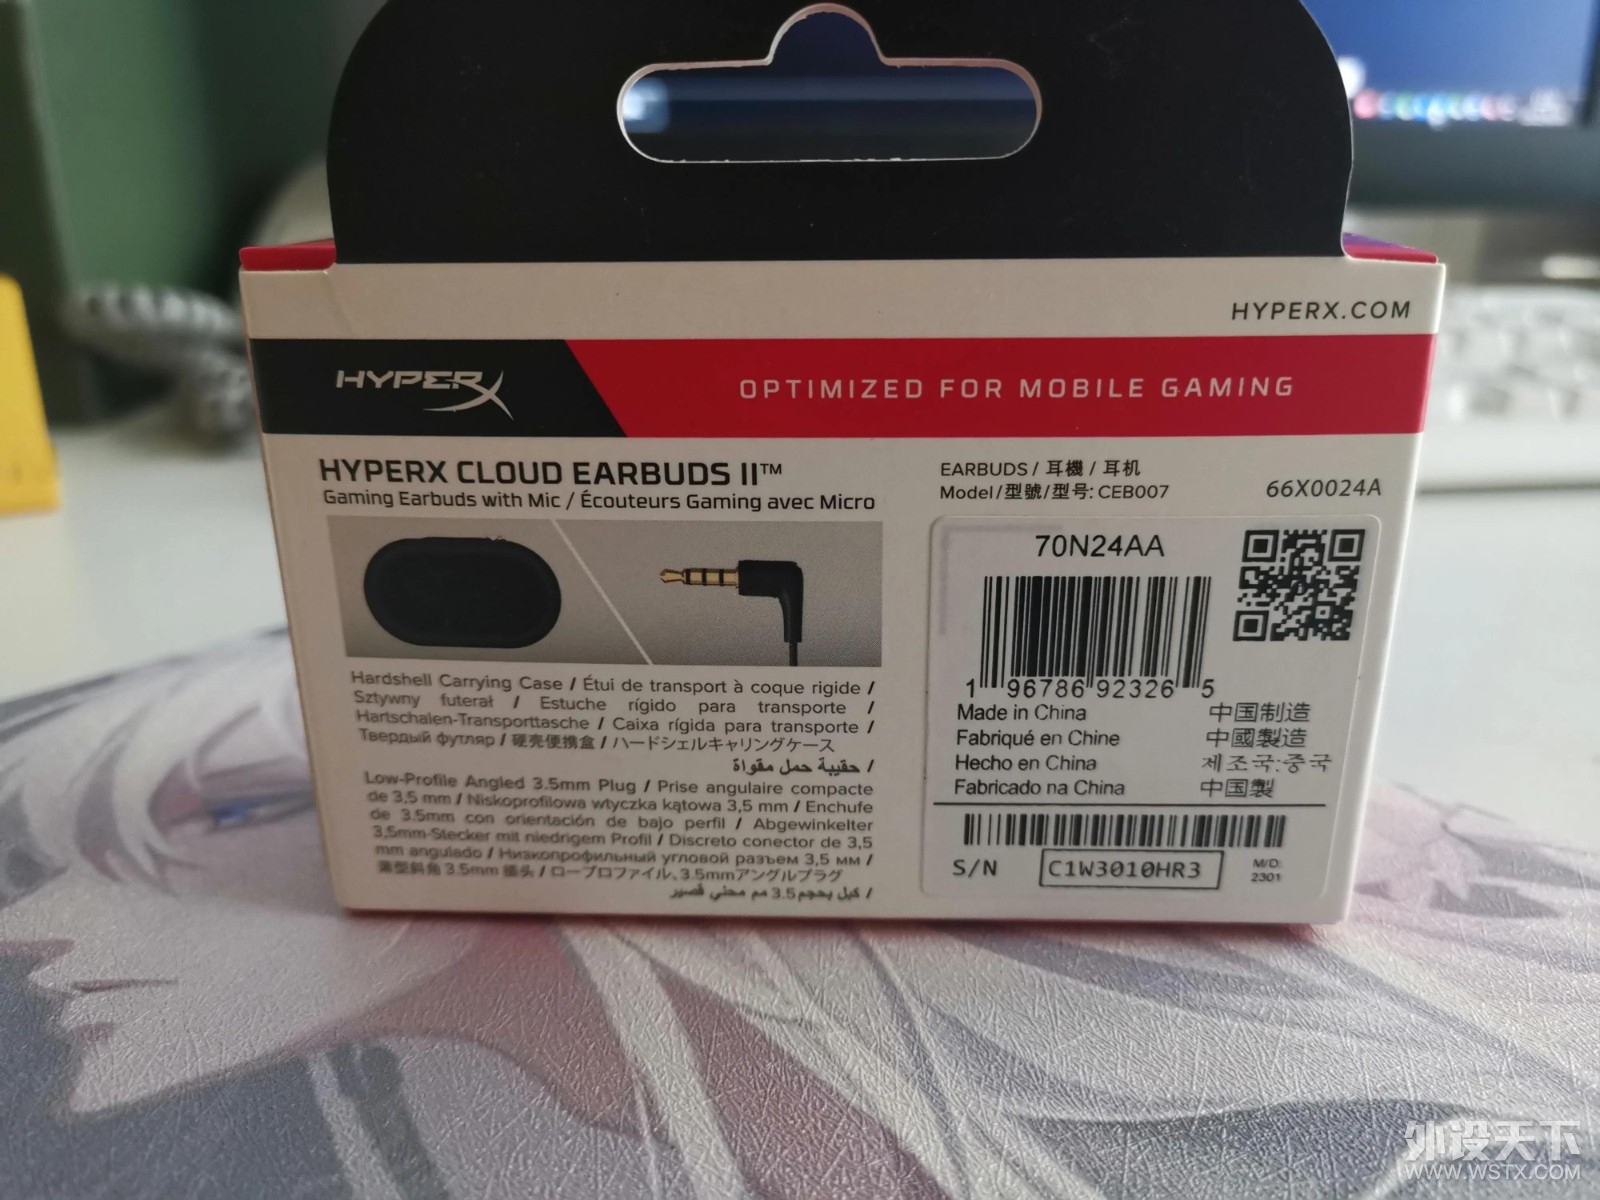 HYPERX.COM
HYPERX
OPTIMIZED FOR MOBILE GAMING
HYPERX CLOUD EARBUDS II™
Gaming Earbuds with Mic / Écouteurs Gaming avec Micro
Hardshell Carrying Case / Étui de transport à coque rigide /
Sztywny futerał / Estuche rígido para transporte /
Hartschalen-Transporttasche / Caixa rígida para transporte /
Твердый футляр / 硬壳便携盒 / ハードシェルキャリングケース
/ حقيبة حمل مقواة
Low-Profile Angled 3.5mm Plug / Prise angulaire compacte
de 3,5 mm / Niskoprofilowa wtyczka kątowa 3,5 mm / Enchufe
de 3.5mm con orientación de bajo perfil / Abgewinkelter
3,5mm-Stecker mit niedrigem Profil / Discreto conector de 3,5
mm angulado / Низкопрофильный угловой разъем 3,5 мм /
薄型斜角 3.5mm 插头 / ロープロファイル、3.5mmアングルプラグ
/ كبل بحجم 3.5 مم محني قصير
EARBUDS / 耳機 / 耳机
Model/型號/型号: CEB007
66X0024A
70N24AA
1 96786 92326 5
Made in China 中国制造
Fabriqué en Chine 中國製造
Hecho en China 제조국:중국
Fabricado na China 中国製
S/N C1W3010HR3
M/D:
2301
外设天下
WWW.WSTX.COM